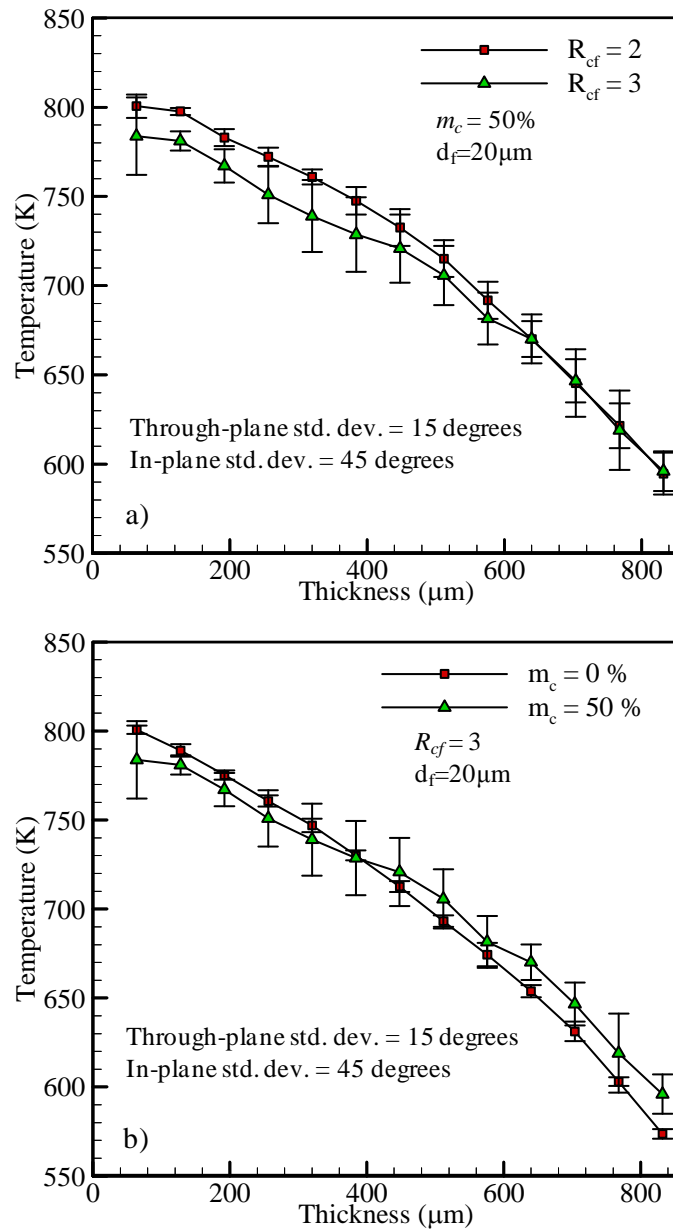 850
800
750
700
650
600
550
Temperature (K)
R_cf = 2
R_cf = 3
m_c = 50%
d_f=20μm
Through-plane std. dev. = 15 degrees
In-plane std. dev. = 45 degrees
a)
0 200 400 600 800
Thickness (μm)
850
800
750
700
650
600
550
Temperature (K)
m_c = 0 %
m_c = 50 %
R_cf = 3
d_f=20μm
Through-plane std. dev. = 15 degrees
In-plane std. dev. = 45 degrees
b)
0 200 400 600 800
Thickness (μm)